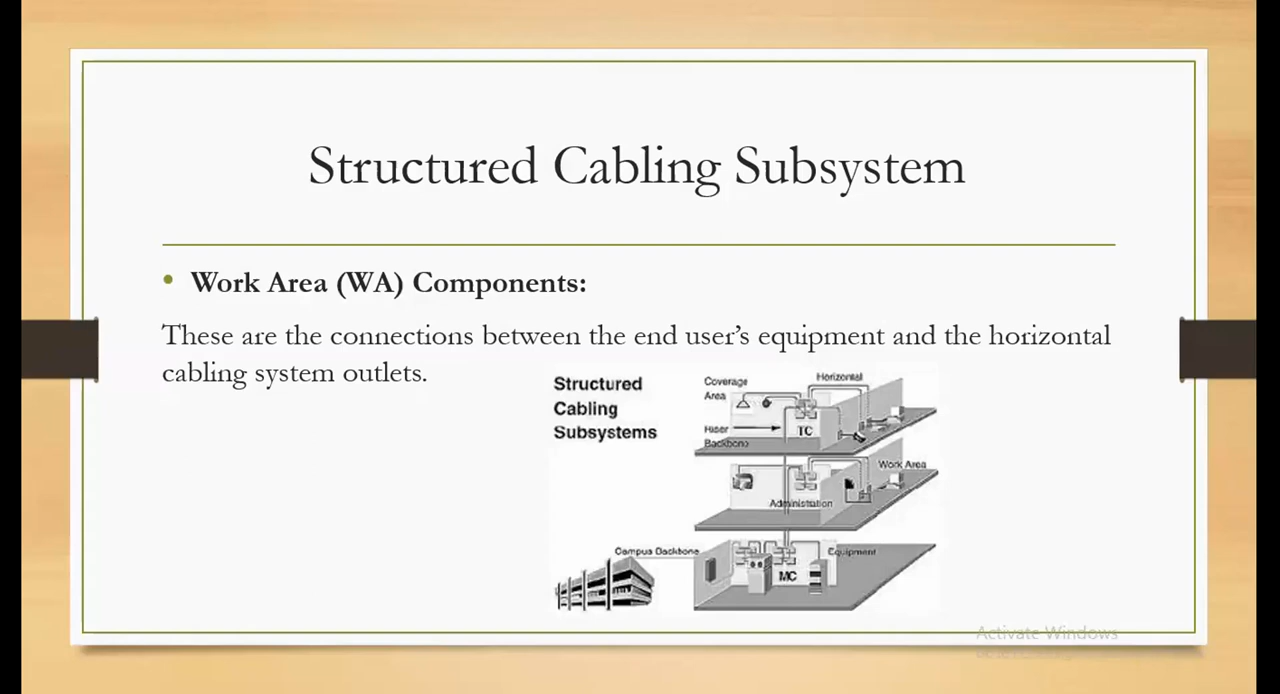 Structured Cabling Subsystem
• Work Area (WA) Components:
These are the connections between the end user’s equipment and the horizontal
cabling system outlets.
Structured
Cabling
Subsystems
Coverage
Area
Horizontal
Riser
Backbone
TC
Work Area
Administration
Campus Backbone
Equipment
MC
Activate Windows